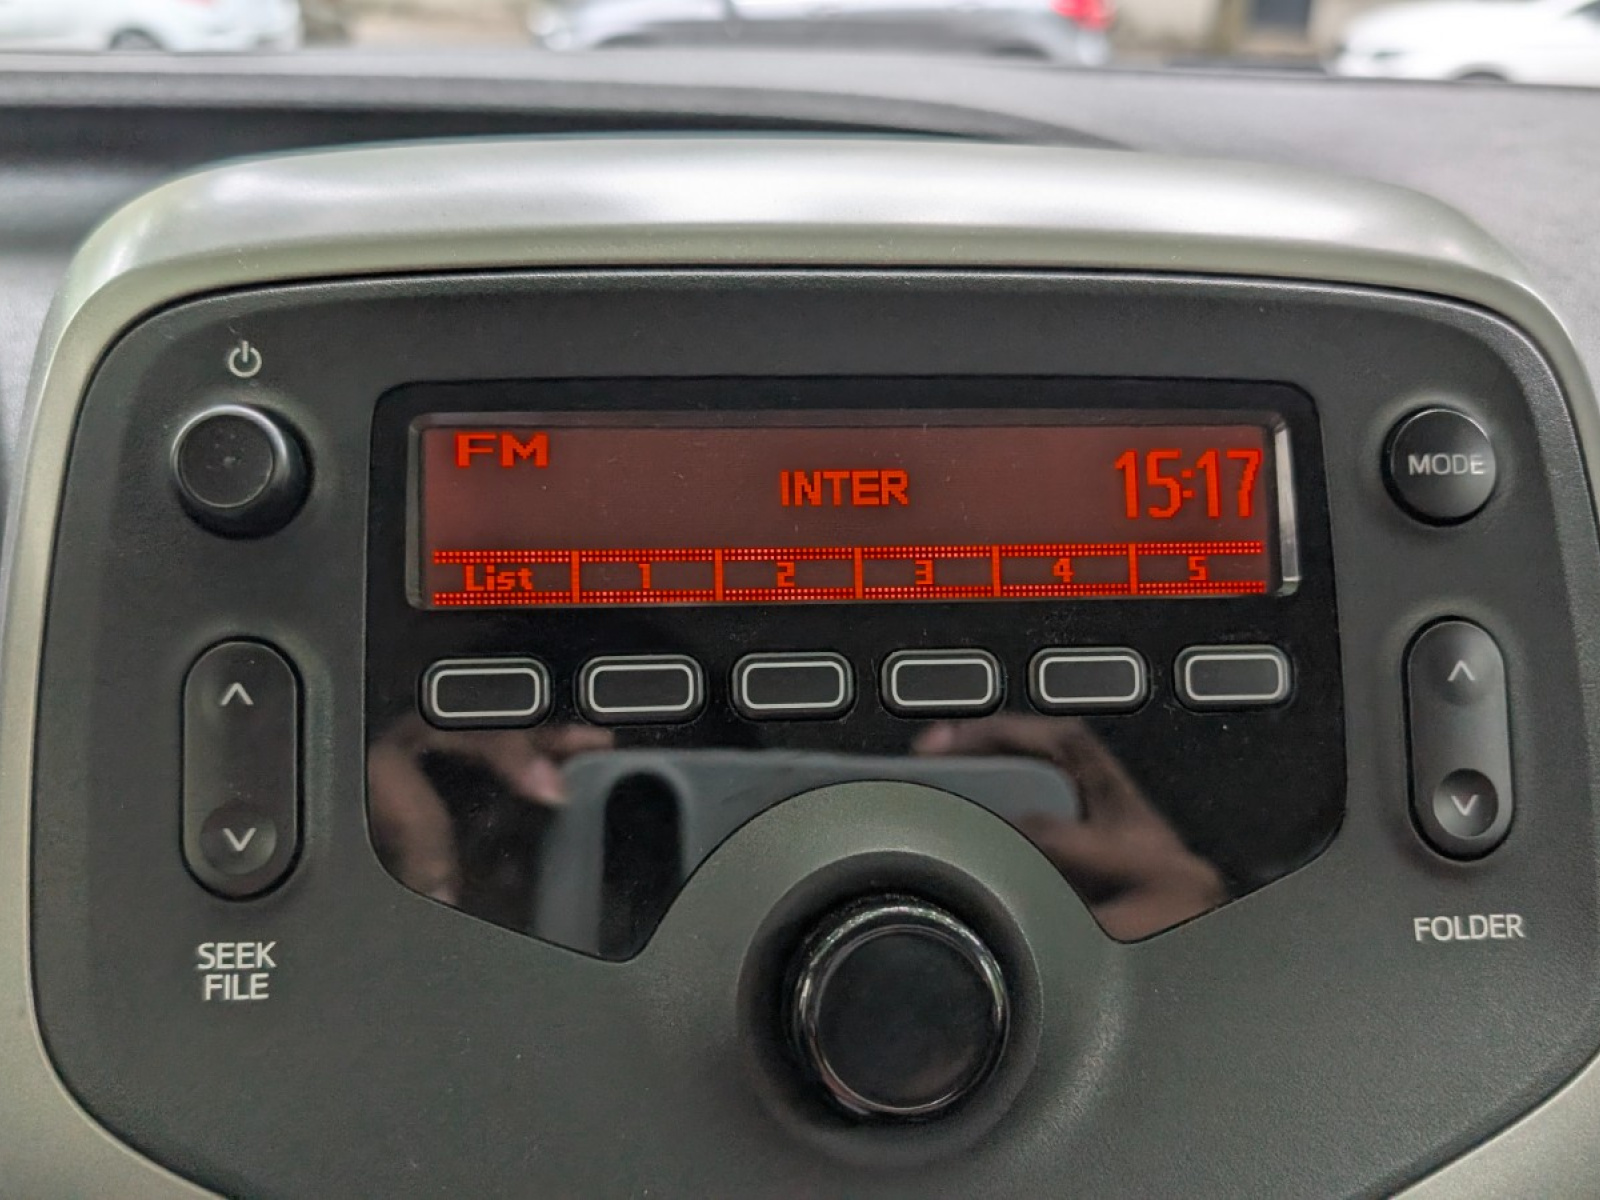 FM
INTER
15:17
List 1 2 3 4 5
MODE
SEEK
FILE
FOLDER